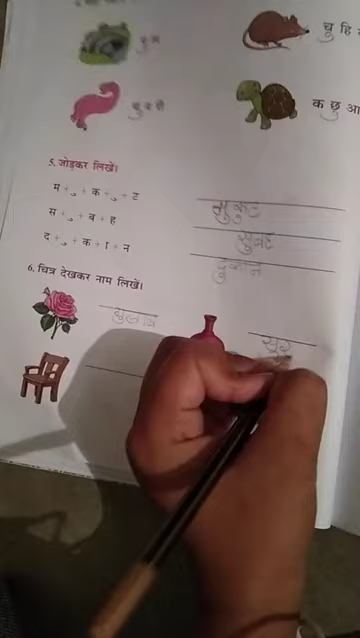 चु हि
क छु आ
5. जोड़कर लिखें।
म + ु + क + ु + ट
मुकुट
स + ु + ब + ह
सुबह
द + ु + क + ा + न
दुकान
6. चित्र देखकर नाम लिखें।
गुलाब